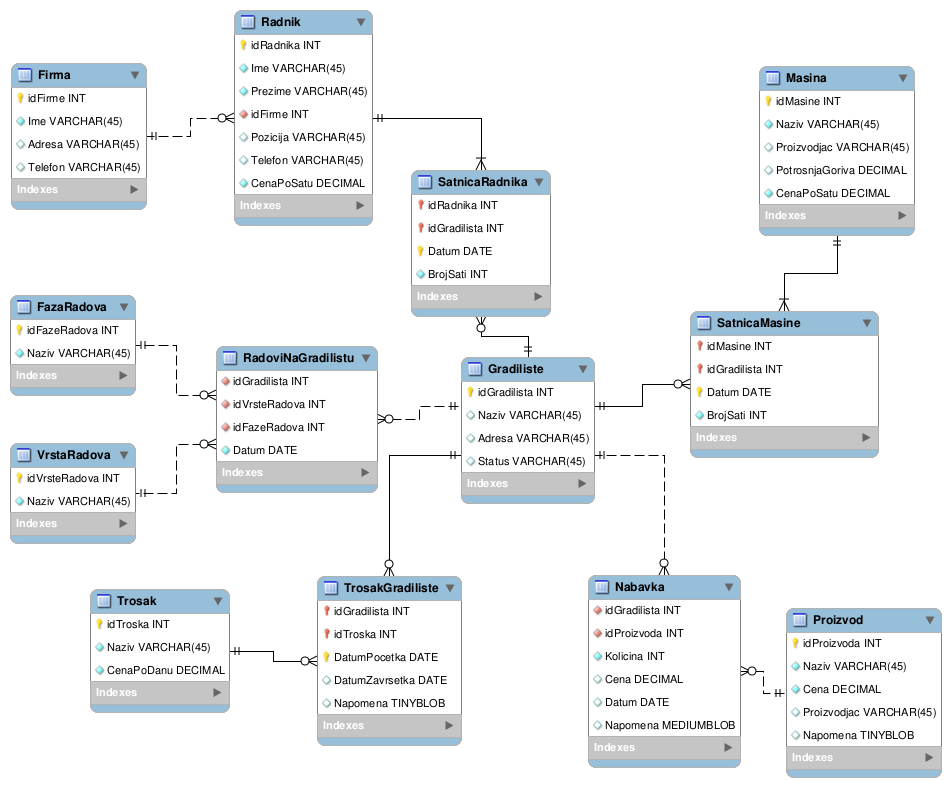 Firma
idFirme INT
Ime VARCHAR(45)
Adresa VARCHAR(45)
Telefon VARCHAR(45)
Indexes
Radnik
idRadnika INT
Ime VARCHAR(45)
Prezime VARCHAR(45)
idFirme INT
Pozicija VARCHAR(45)
Telefon VARCHAR(45)
CenaPoSatu DECIMAL
Indexes
SatnicaRadnika
idRadnika INT
idGradilista INT
Datum DATE
BrojSati INT
Indexes
Masina
idMasine INT
Naziv VARCHAR(45)
Proizvodjac VARCHAR(45)
PotrosnjaGoriva DECIMAL
CenaPoSatu DECIMAL
Indexes
FazaRadova
idFazeRadova INT
Naziv VARCHAR(45)
Indexes
VrstaRadova
idVrsteRadova INT
Naziv VARCHAR(45)
Indexes
RadoviNaGradilistu
idGradilista INT
idVrsteRadova INT
idFazeRadova INT
Datum DATE
Indexes
Gradiliste
idGradilista INT
Naziv VARCHAR(45)
Adresa VARCHAR(45)
Status VARCHAR(45)
Indexes
SatnicaMasine
idMasine INT
idGradilista INT
Datum DATE
BrojSati INT
Indexes
Trosak
idTroska INT
Naziv VARCHAR(45)
CenaPoDanu DECIMAL
Indexes
TrosakGradiliste
idGradilista INT
idTroska INT
DatumPocetka DATE
DatumZavrsetka DATE
Napomena TINYBLOB
Indexes
Nabavka
idGradilista INT
idProizvoda INT
Kolicina INT
Cena DECIMAL
Datum DATE
Napomena MEDIUMBLOB
Indexes
Proizvod
idProizvoda INT
Naziv VARCHAR(45)
Cena DECIMAL
Proizvodjac VARCHAR(45)
Napomena TINYBLOB
Indexes